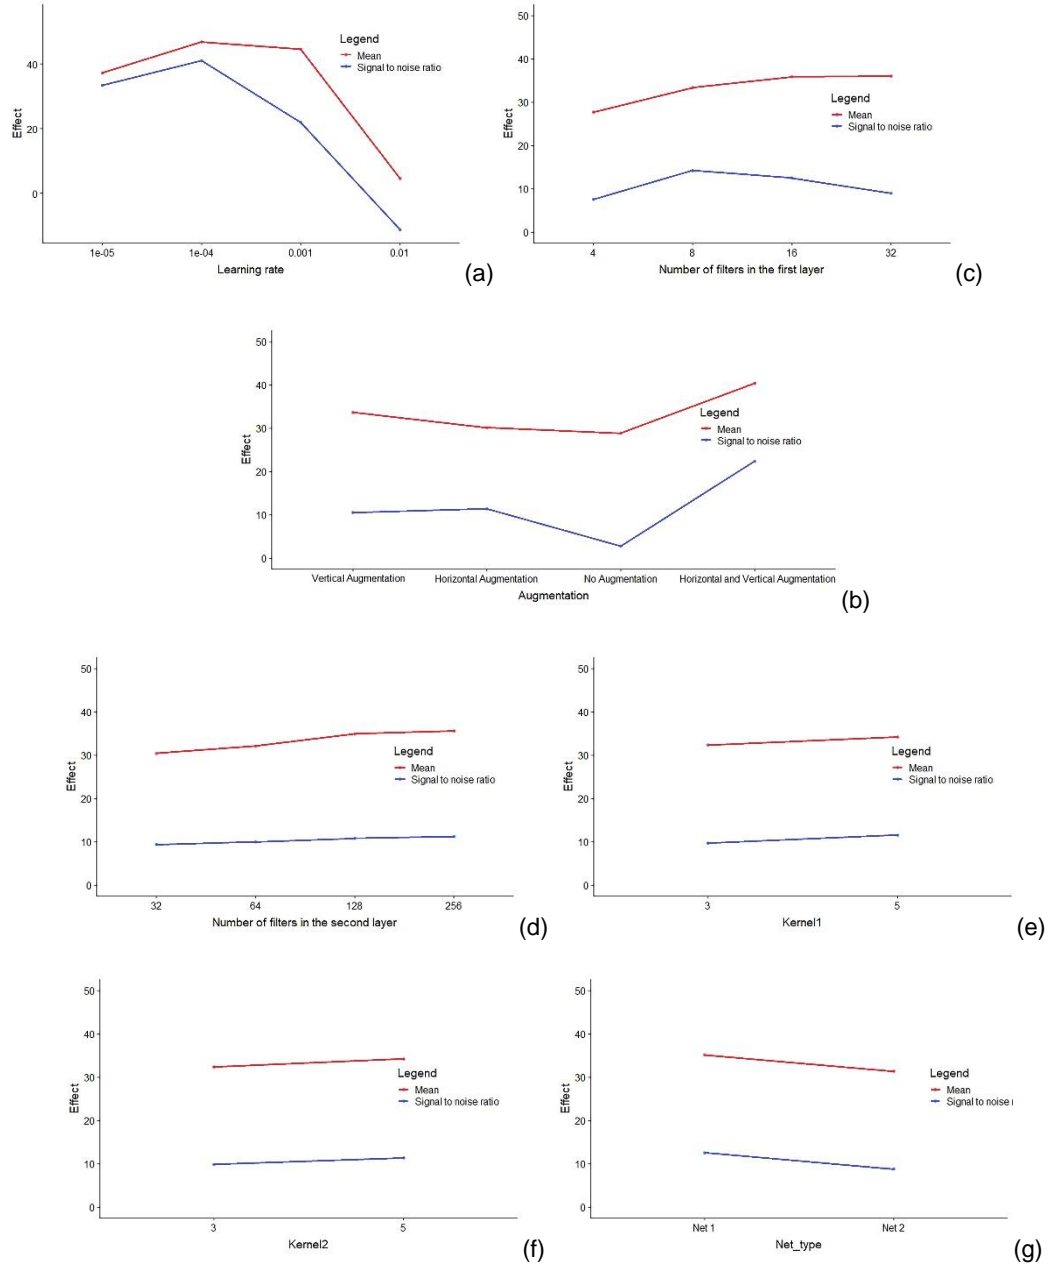 Legend
Mean
Signal to noise ratio
40
20
0
Effect
1e-05
1e-04
0.001
0.01
Learning rate
(a)
50
40
30
20
10
0
Effect
Legend
Mean
Signal to noise ratio
4
8
16
32
Number of filters in the first layer
(c)
50
40
30
20
10
0
Effect
Legend
Mean
Signal to noise ratio
Vertical Augmentation
Horizontal Augmentation
No Augmentation
Horizontal and Vertical Augmentation
Augmentation
(b)
50
40
30
20
10
0
Effect
Legend
Mean
Signal to noise ratio
32
64
128
256
Number of filters in the second layer
(d)
50
40
30
20
10
0
Effect
Legend
Mean
Signal to noise ratio
3
5
Kernel1
(e)
50
40
30
20
10
0
Effect
Legend
Mean
Signal to noise ratio
3
5
Kernel2
(f)
50
40
30
20
10
0
Effect
Legend
Mean
Signal to noise
Net 1
Net 2
Net_type
(g)